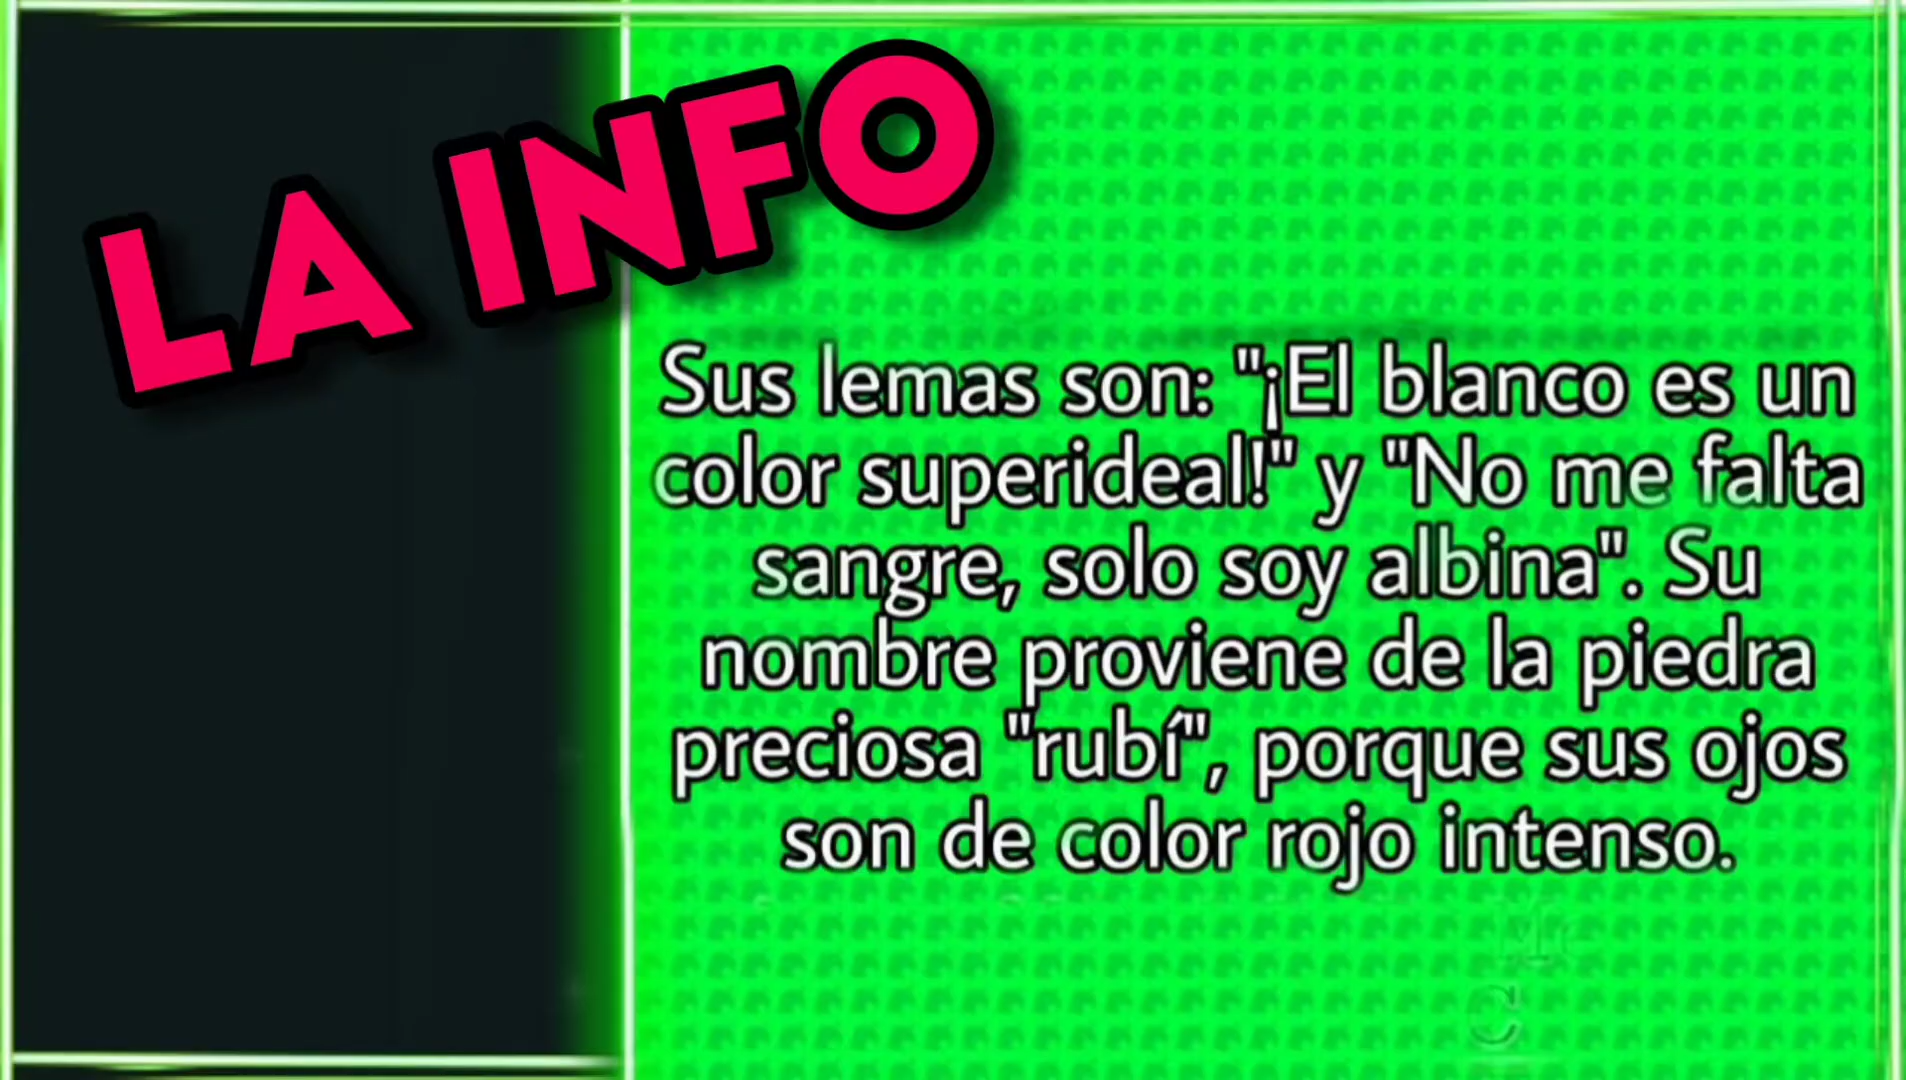 LA INFO
Sus lemas son: "¡El blanco es un
color superideal!" y "No me falta
sangre, solo soy albina". Su
nombre proviene de la piedra
preciosa "rubí", porque sus ojos
son de color rojo intenso.